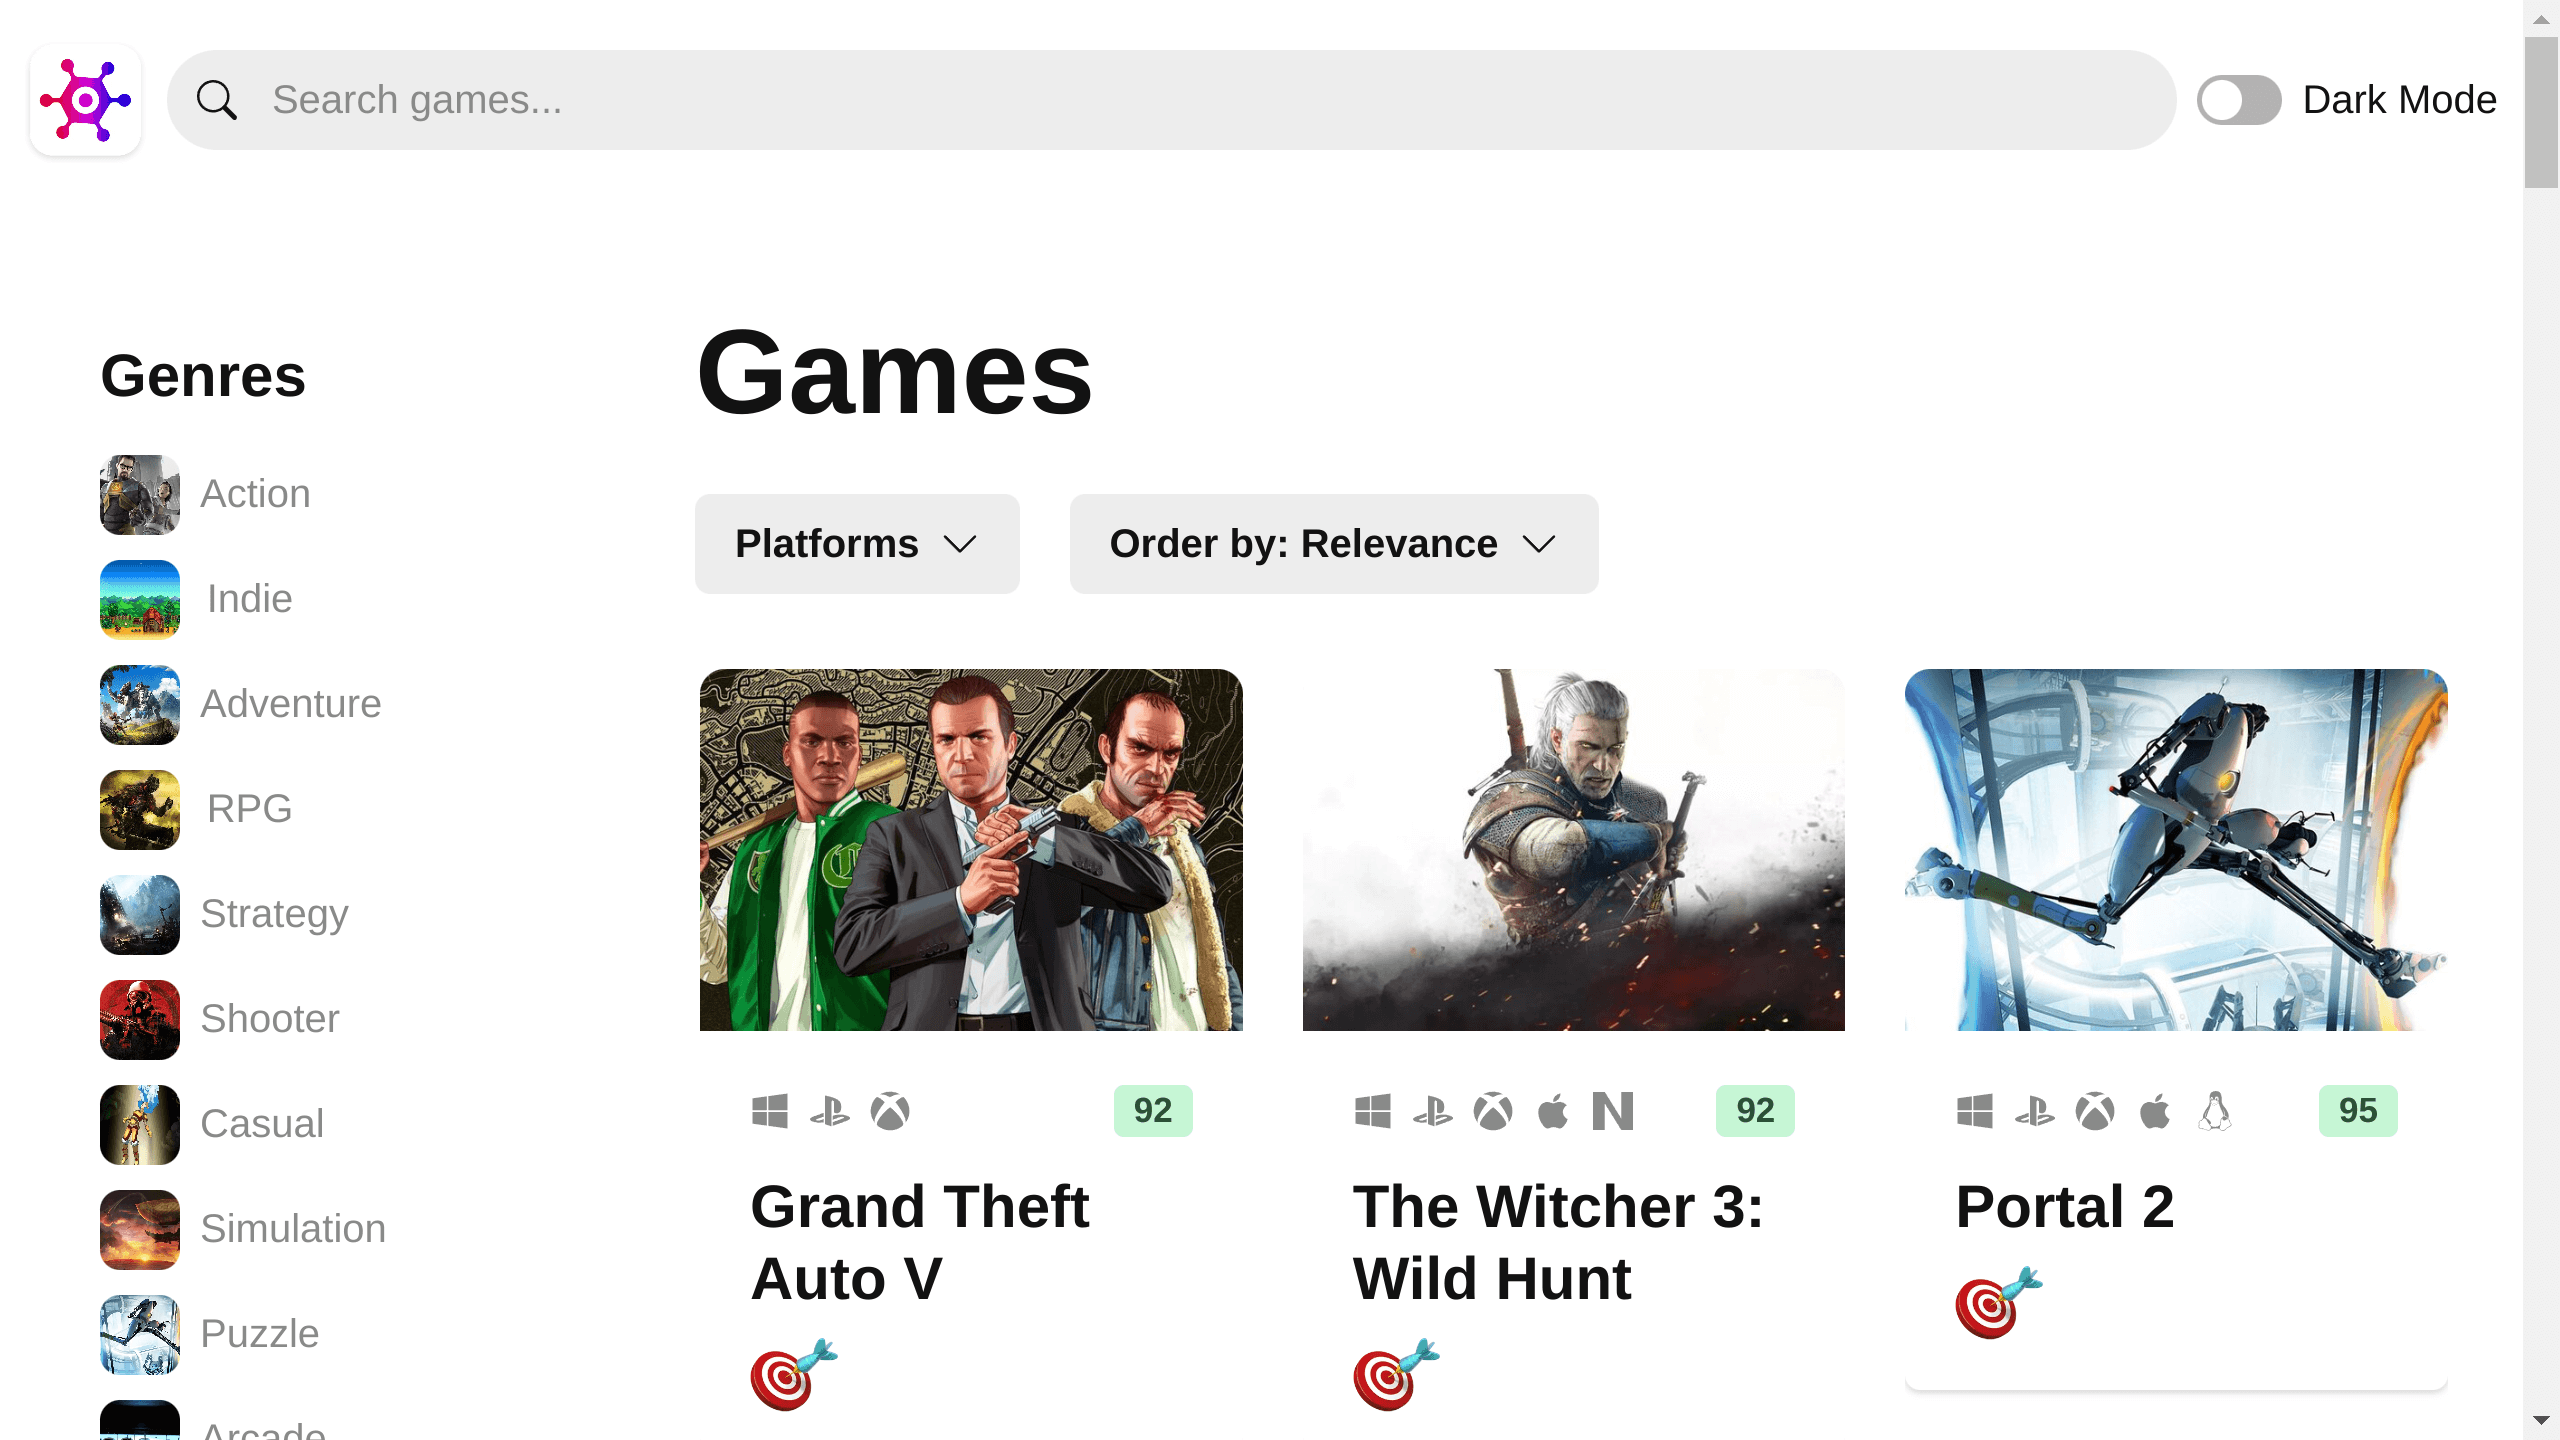 Search games...
Dark Mode
Genres
Action
Indie
Adventure
RPG
Strategy
Shooter
Casual
Simulation
Puzzle
Arcade
Games
Platforms
Order by: Relevance
92
Grand Theft
Auto V
92
The Witcher 3:
Wild Hunt
95
Portal 2